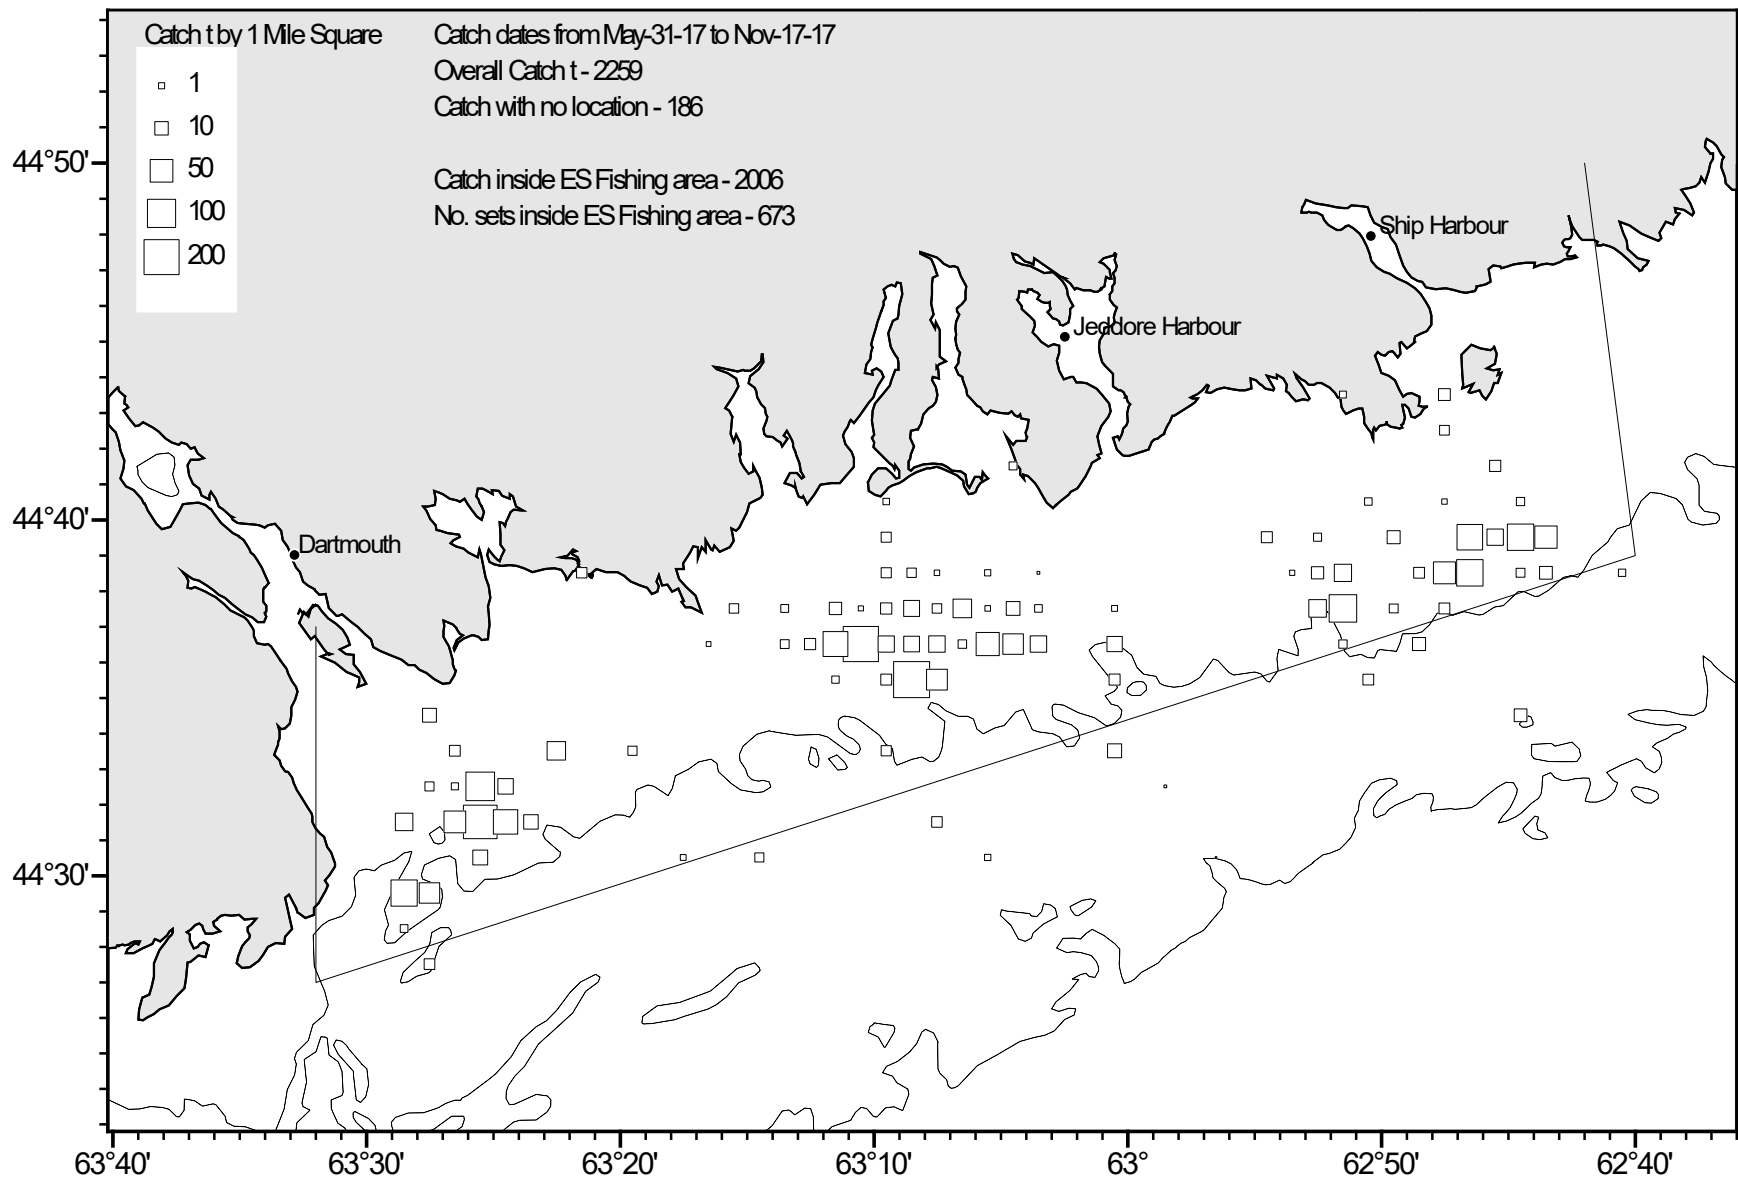 Catch t by 1 Mile Square
1
10
50
100
200
Catch dates from May-31-17 to Nov-17-17
Overall Catch t - 2259
Catch with no location - 186
Catch inside ES Fishing area - 2006
No. sets inside ES Fishing area - 673
44°50'
Ship Harbour
Jeddore Harbour
44°40'
Dartmouth
44°30'
63°40'
63°30'
63°20'
63°10'
63°
62°50'
62°40'